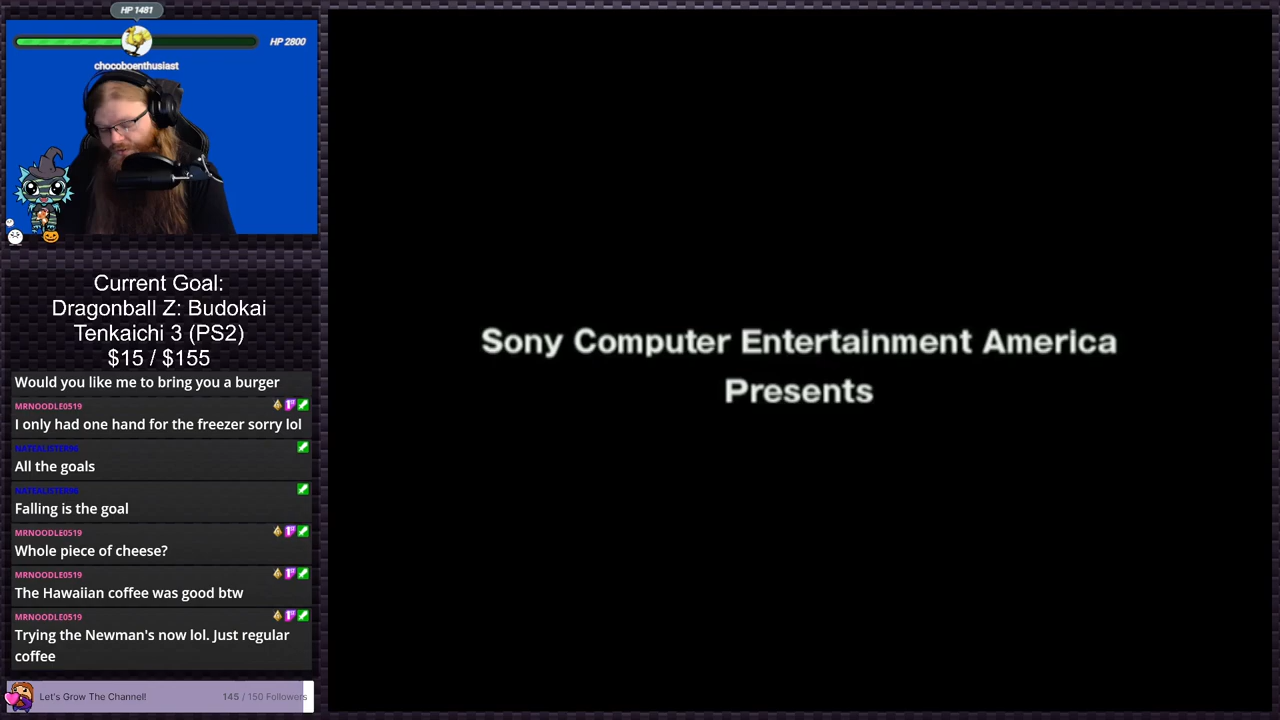 HP 1481
HP 2800
chocoboenthusiast
Current Goal:
Dragonball Z: Budokai
Tenkaichi 3 (PS2)
$15 / $155
Would you like me to bring you a burger
MRNOODLE0519
I only had one hand for the freezer sorry lol
All the goals
Falling is the goal
MRNOODLE0519
Whole piece of cheese?
MRNOODLE0519
The Hawaiian coffee was good btw
MRNOODLE0519
Trying the Newman's now lol. Just regular
coffee
Let's Grow The Channel!
145 / 150 Followers
Sony Computer Entertainment America
Presents